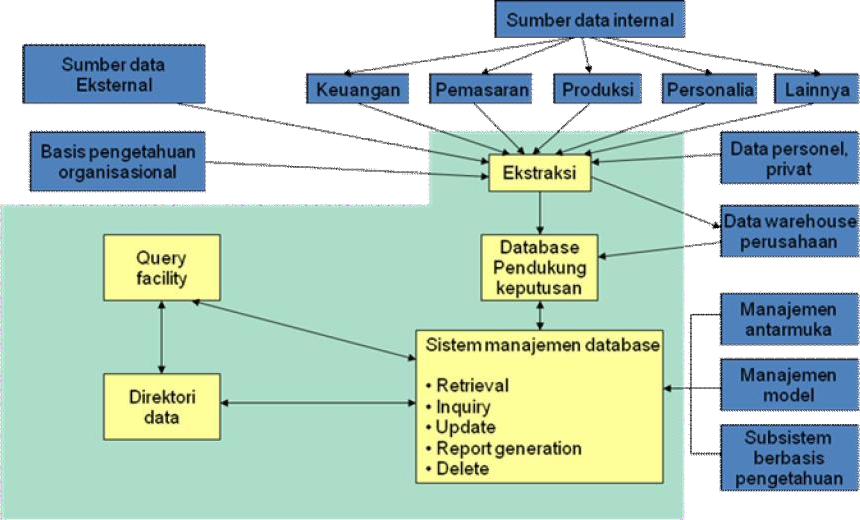 Sumber data internal
Sumber data
Eksternal
Keuangan
Pemasaran
Produksi
Personalia
Lainnya
Basis pengetahuan
organisasional
Ekstraksi
Data personel,
privat
Data warehouse
perusahaan
Query
facility
Database
Pendukung
keputusan
Manajemen
antarmuka
Sistem manajemen database
• Retrieval
• Inquiry
• Update
• Report generation
• Delete
Direktori
data
Manajemen
model
Subsistem
berbasis
pengetahuan